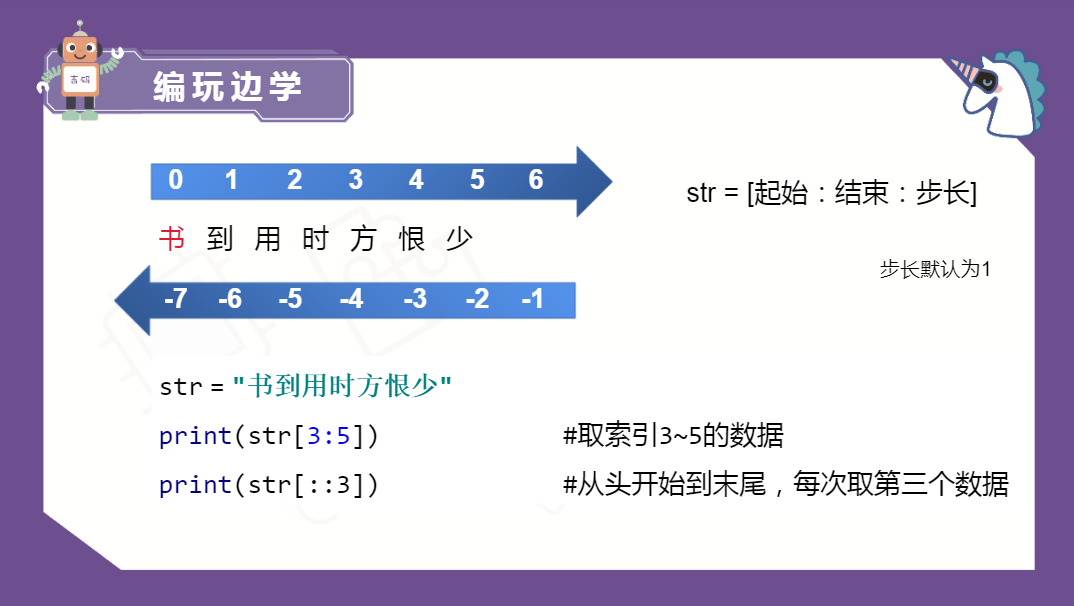 吉妈
编玩边学
0 1 2 3 4 5 6
str = [起始：结束：步长]
书 到 用 时 方 恨 少
步长默认为1
-7 -6 -5 -4 -3 -2 -1
str = "书到用时方恨少"
print(str[3:5]) #取索引3~5的数据
print(str[::3]) #从头开始到末尾，每次取第三个数据